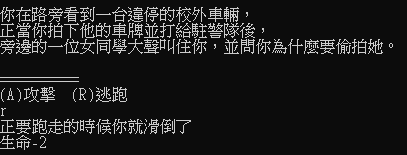 你在路旁看到一台違停的校外車輛，
正當你拍下他的車牌並打給駐警隊後，
旁邊的一位女同學大聲叫住你，並問你為什麼要偷拍她。
==========
(A)攻擊  (R)逃跑
r
正要跑走的時候你就滑倒了
生命-2